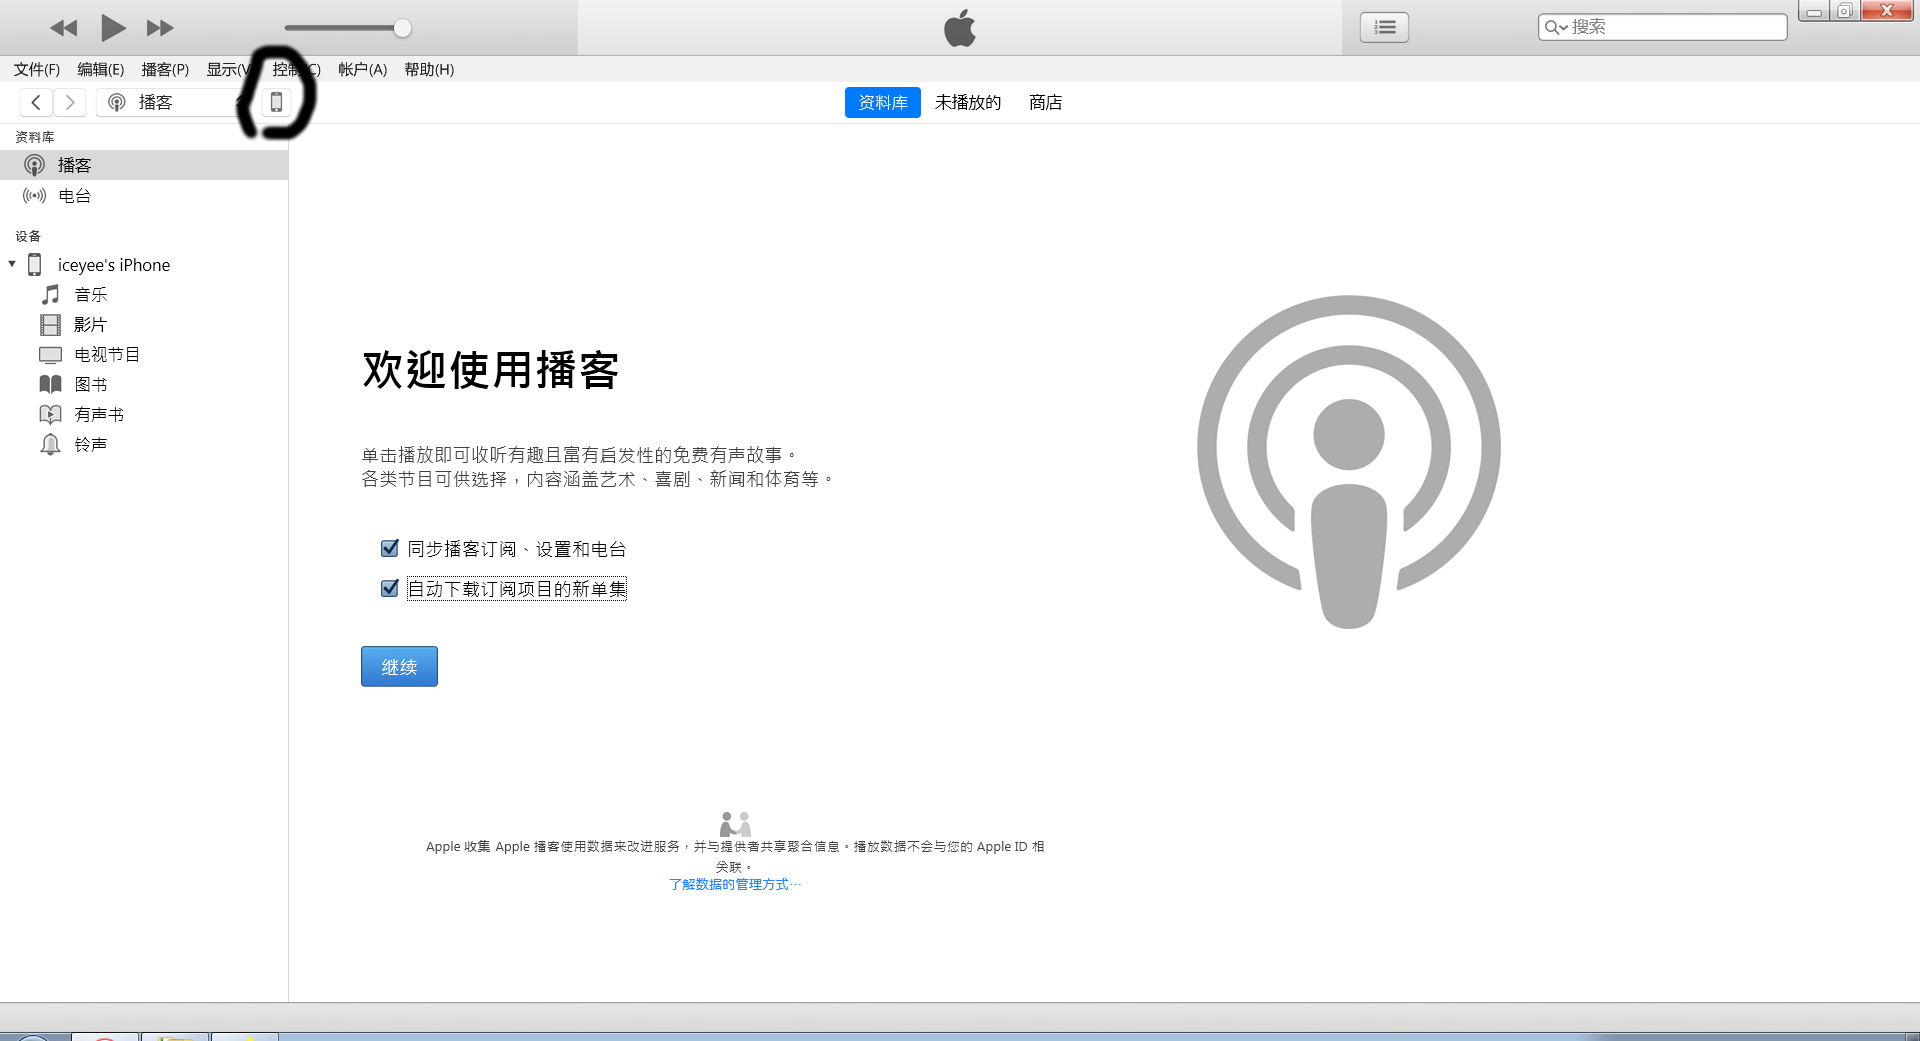 搜索
文件(F) 编辑(E) 播客(P) 显示(V 控制(C) 帐户(A) 帮助(H)
播客 资料库 未播放的 商店
资料库
播客
电台
设备
iceyee's iPhone
音乐
影片
电视节目
图书
有声书
铃声
欢迎使用播客
单击播放即可收听有趣且富有启发性的免费有声故事。
各类节目可供选择，内容涵盖艺术、喜剧、新闻和体育等。
同步播客订阅、设置和电台
自动下载订阅项目的新单集
继续
Apple 收集 Apple 播客使用数据来改进服务，并与提供者共享聚合信息。播放数据不会与您的 Apple ID 相
关联。
了解数据的管理方式…